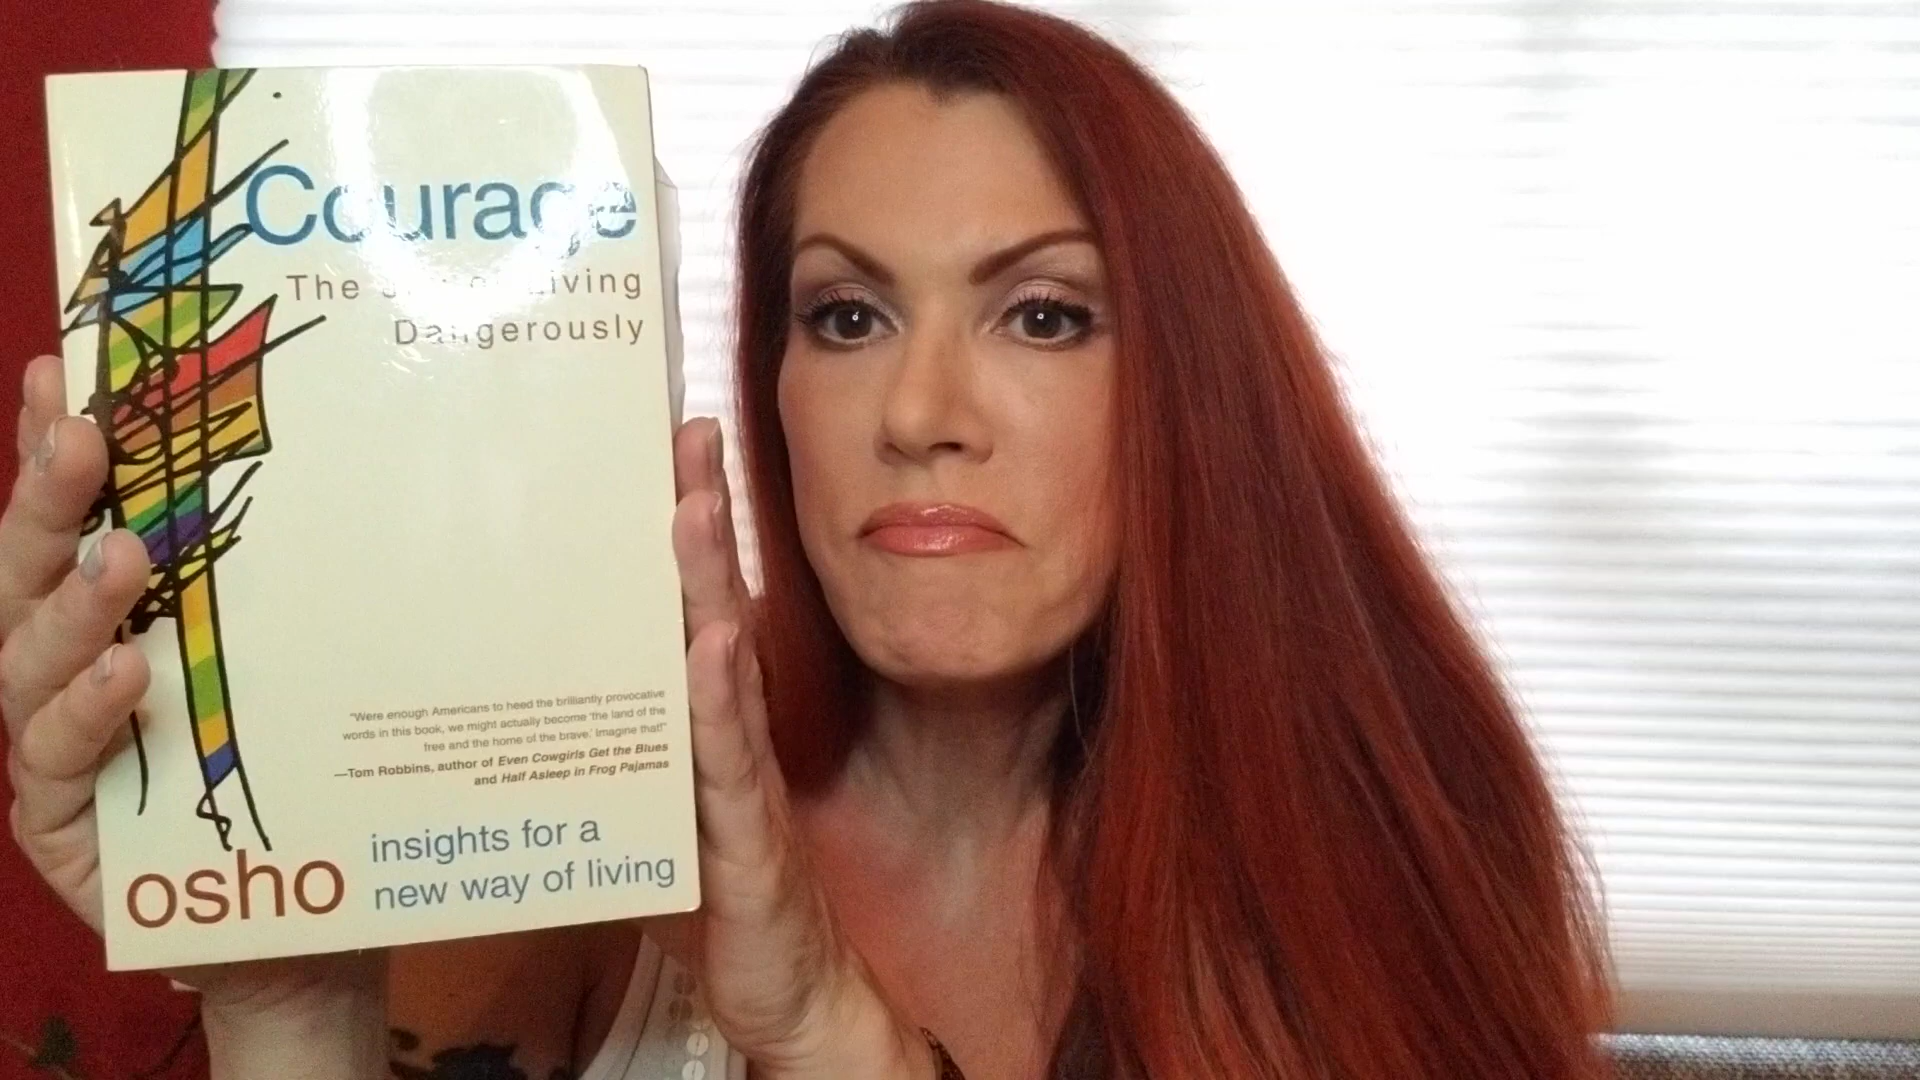 Courage
The Joy of Living
Dangerously
"Were enough Americans to heed the brilliantly provocative
words in this book, we might actually become 'the land of the
free and the home of the brave.' Imagine that!"
—Tom Robbins, author of Even Cowgirls Get the Blues
and Half Asleep in Frog Pajamas
osho
insights for a
new way of living